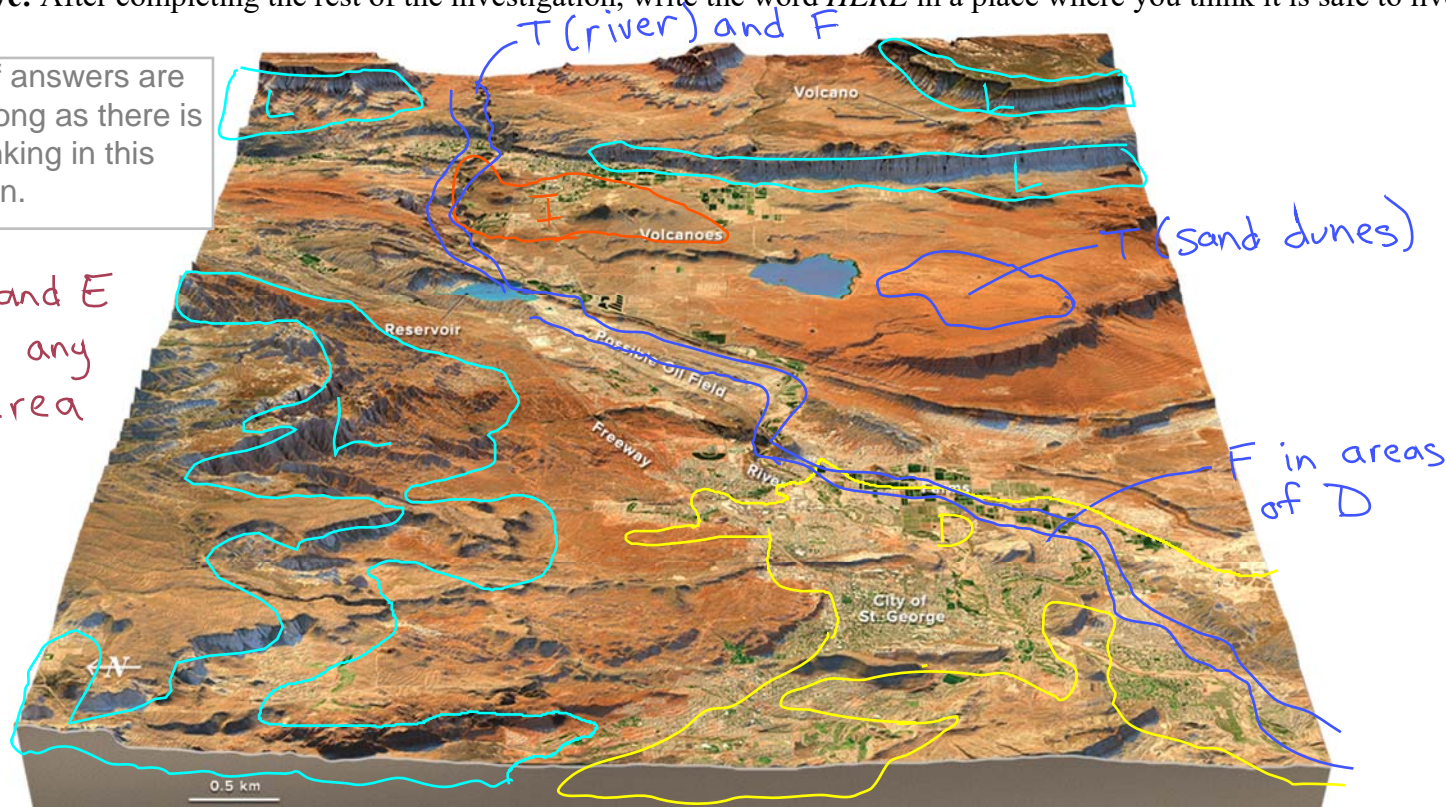 After completing the rest of the investigation, write the word HERE in a place where you think it is safe to live
T (river) and F
answers are
ong as there is
nking in this
n.
L
L
Volcano
L
I
Volcanoes
T (sand dunes)
and E
any
rea
Reservoir
Possible Oil Field
L
Freeway
River
F in areas
of D
D
City of
St. George
N
0.5 km